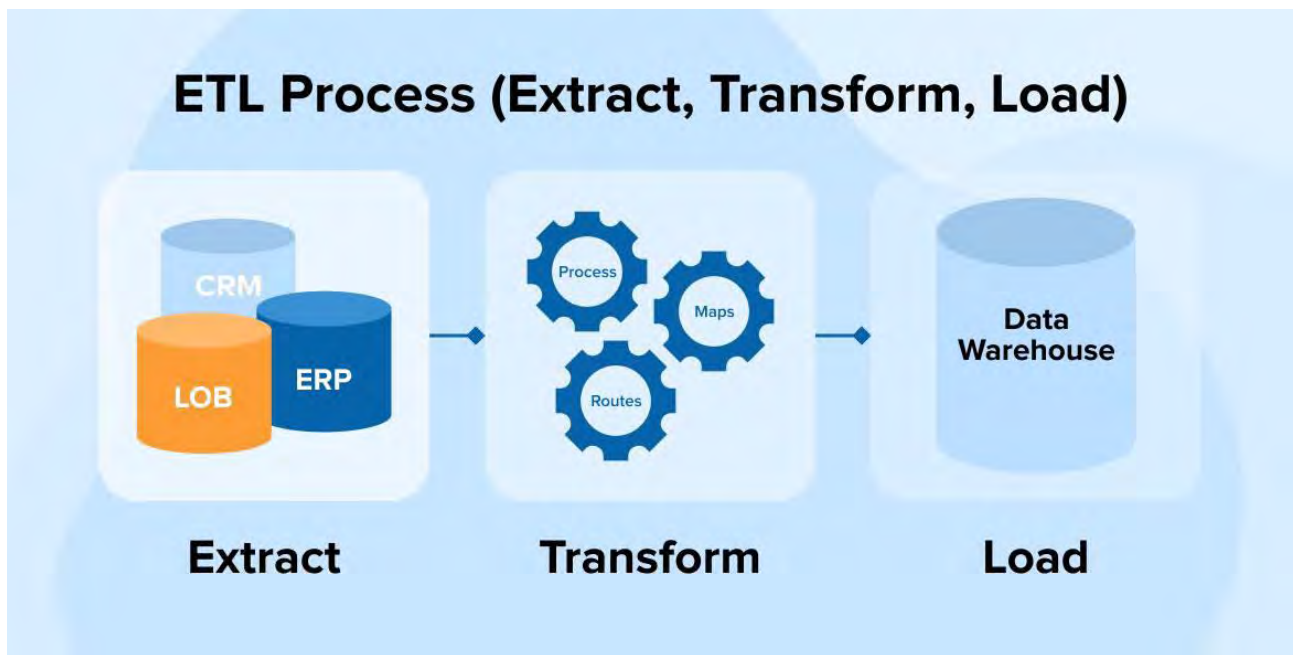 ETL Process (Extract, Transform, Load)
CRM
LOB
ERP
Process
Maps
Routes
Data
Warehouse
Extract
Transform
Load